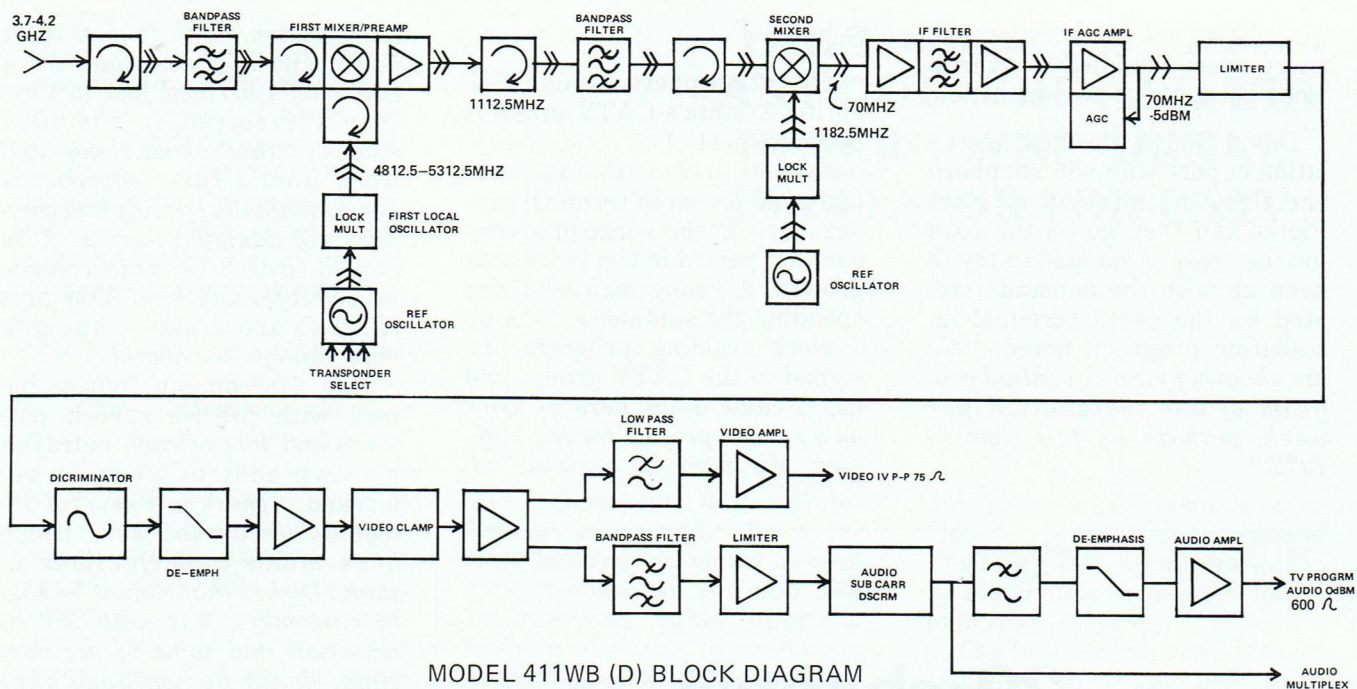 3.7-4.2
GHZ
BANDPASS
FILTER
FIRST MIXER/PREAMP
BANDPASS
FILTER
SECOND
MIXER
IF FILTER
IF AGC AMPL
LIMITER
1112.5MHZ
70MHZ
AGC
70MHZ
-5dBM
1182.5MHZ
4812.5–5312.5MHZ
LOCK
MULT
FIRST LOCAL
OSCILLATOR
LOCK
MULT
REF
OSCILLATOR
REF
OSCILLATOR
TRANSPONDER
SELECT
LOW PASS
FILTER
VIDEO AMPL
VIDEO IV P-P 75 Ω
DICRIMINATOR
VIDEO CLAMP
DE–EMPH
BANDPASS FILTER
LIMITER
AUDIO
SUB CARR
DSCRM
DE-EMPHASIS
AUDIO AMPL
TV PROGRM
AUDIO OdBM
600 Ω
AUDIO
MULTIPLEX
MODEL 411WB (D) BLOCK DIAGRAM